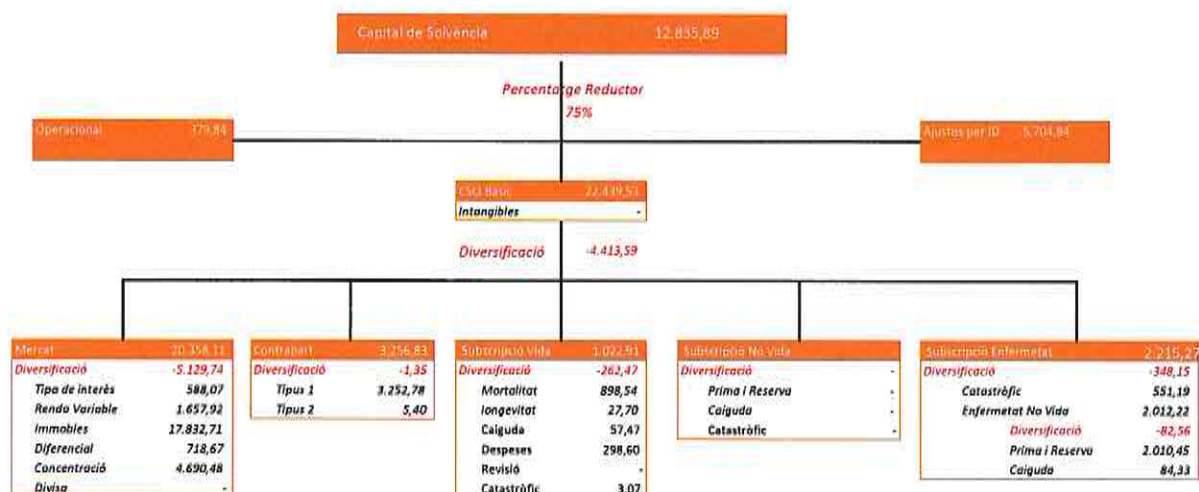 Capital de Solvència 12.835,89
Percentatge Reductor
75%
Operacional 379,84
Ajustos per ID 5.704,84
CSO Bàsic 22.439,53
Intangibles -
Diversificació -4.413,59
Mercat 20.358,11
Diversificació -5.129,74
Tipo de interès 588,07
Renda Variable 1.657,92
Immobles 17.832,71
Diferencial 718,67
Concentració 4.690,48
Divisa -
Contrapart 3.256,83
Diversificació -1,35
Tipus 1 3.252,78
Tipus 2 5,40
Subscripció Vida 1.022,91
Diversificació -262,47
Mortalitat 898,54
longevitat 27,70
Caiguda 57,47
Despeses 298,60
Revisió -
Catastròfic 3,07
Subscripció No Vida -
Diversificació -
Prima i Reserva -
Caiguda -
Catastròfic -
Subscripció Enfermetat 2.215,27
Diversificació -348,15
Catastròfic 551,19
Enfermetat No Vida 2.012,22
Diversificació -82,56
Prima i Reserva 2.010,45
Caiguda 84,33